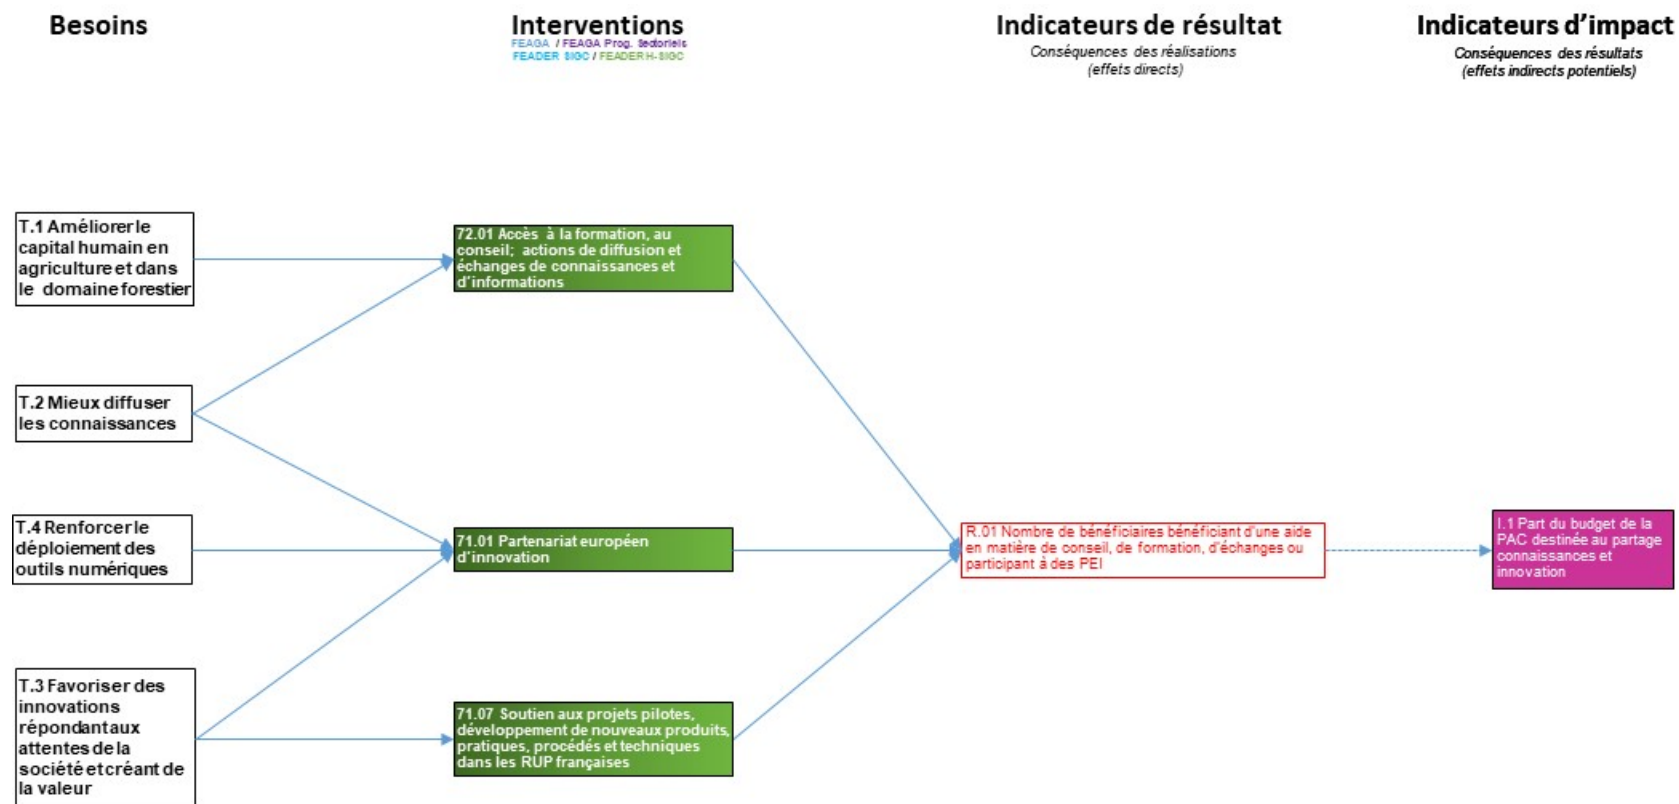 Besoins
Interventions
FEAGA / FEAGA Prog. Sectoriels
FEADER SIGC / FEADER H-SIGC
Indicateurs de résultat
Conséquences des réalisations
(effets directs)
Indicateurs d'impact
Conséquences des résultats
(effets indirects potentiels)
T.1 Améliorer le
capital humain en
agriculture et dans
le domaine forestier
72.01 Accès à la formation, au
conseil; actions de diffusion et
échanges de connaissances et
d'informations
T.2 Mieux diffuser
les connaissances
T.4 Renforcer le
déploiement des
outils numériques
71.01 Partenariat européen
d'innovation
R.01 Nombre de bénéficiaires bénéficiant d'une aide
en matière de conseil, de formation, d'échanges ou
participant à des PEI
I.1 Part du budget de la
PAC destinée au partage
connaissances et
innovation
T.3 Favoriser des
innovations
répondant aux
attentes de la
société et créant de
la valeur
71.07 Soutien aux projets pilotes,
développement de nouveaux produits,
pratiques, procédés et techniques
dans les RUP françaises